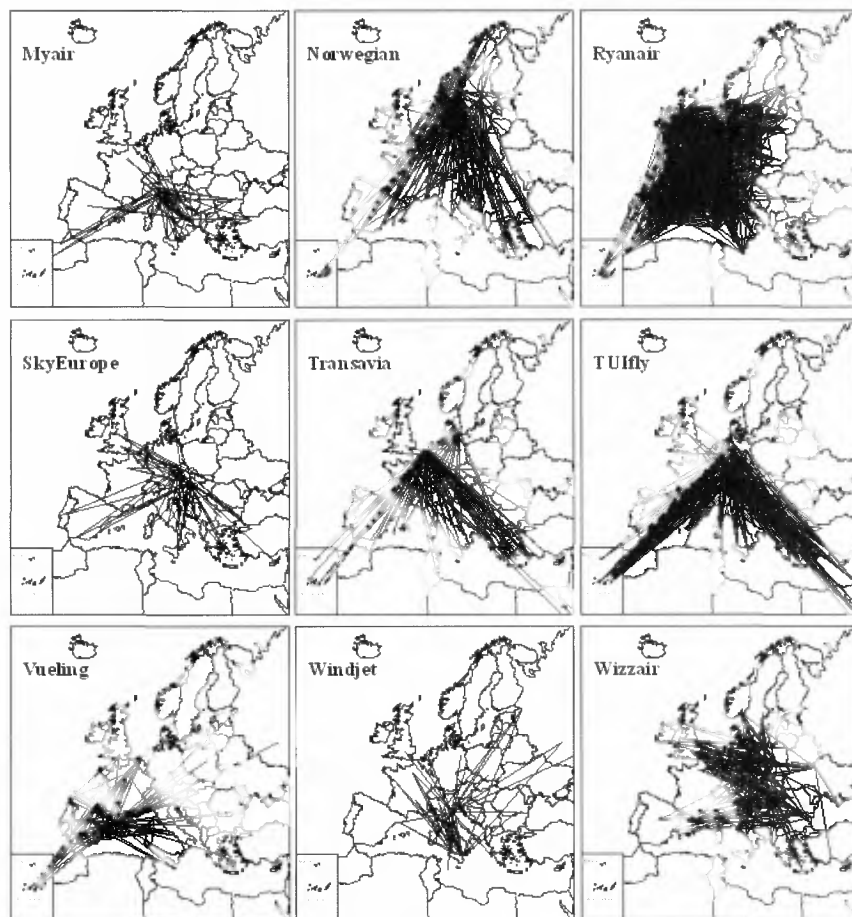 Myair
Norwegian
Ryanair
SkyEurope
Transavia
TUIfly
Vueling
Windjet
Wizzair